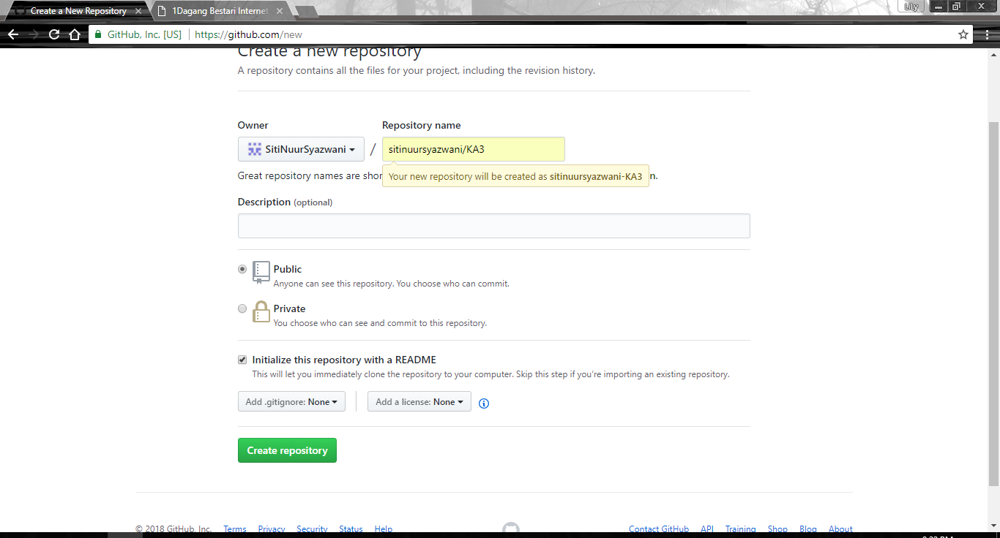 Create a New Repository
1Dagang Bestari Internet
Lily
GitHub, Inc. [US] https://github.com/new
Create a new repository
A repository contains all the files for your project, including the revision history.
Owner Repository name
SitiNuurSyazwani / sitinuursyazwani/KA3
Great repository names are shor n.
Your new repository will be created as sitinuursyazwani-KA3
Description (optional)
Public
Anyone can see this repository. You choose who can commit.
Private
You choose who can see and commit to this repository.
Initialize this repository with a README
This will let you immediately clone the repository to your computer. Skip this step if you’re importing an existing repository.
Add .gitignore: None Add a license: None
Create repository
© 2018 GitHub, Inc. Terms Privacy Security Status Help Contact GitHub API Training Shop Blog About